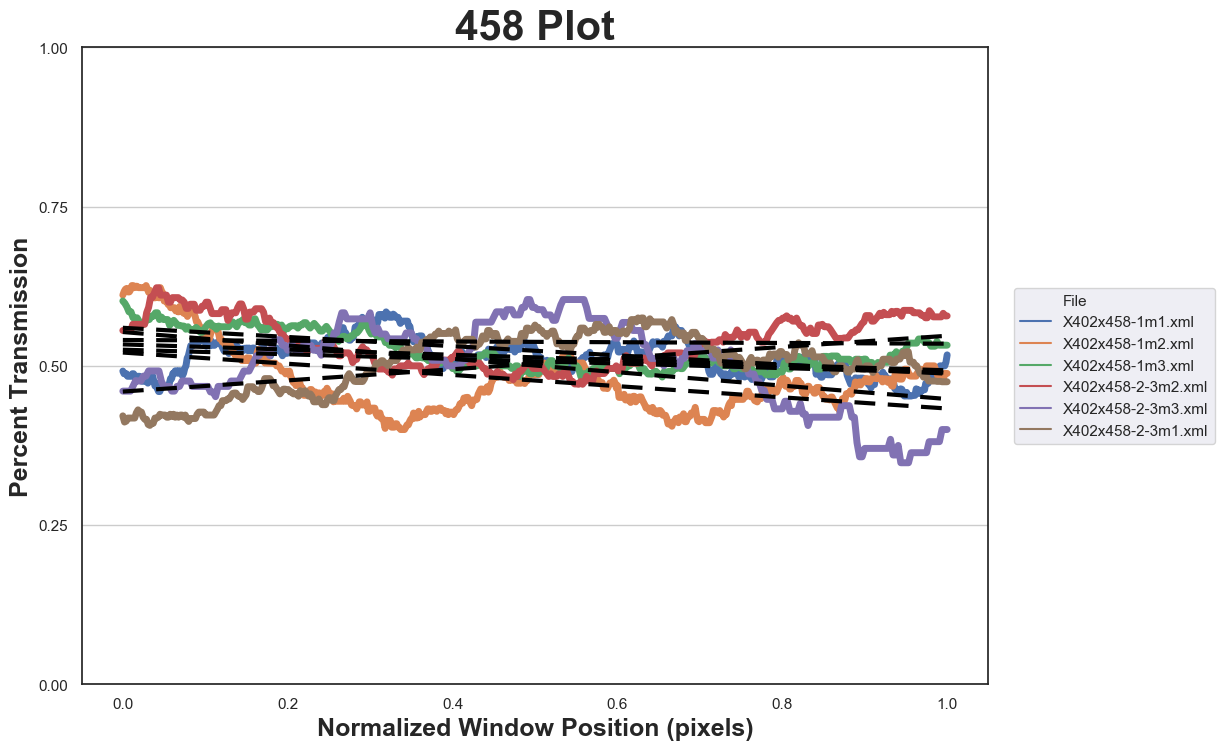 458 Plot
Percent Transmission
1.00
0.75
0.50
0.25
0.00
0.0 0.2 0.4 0.6 0.8 1.0
Normalized Window Position (pixels)
File
X402x458-1m1.xml
X402x458-1m2.xml
X402x458-1m3.xml
X402x458-2-3m2.xml
X402x458-2-3m3.xml
X402x458-2-3m1.xml